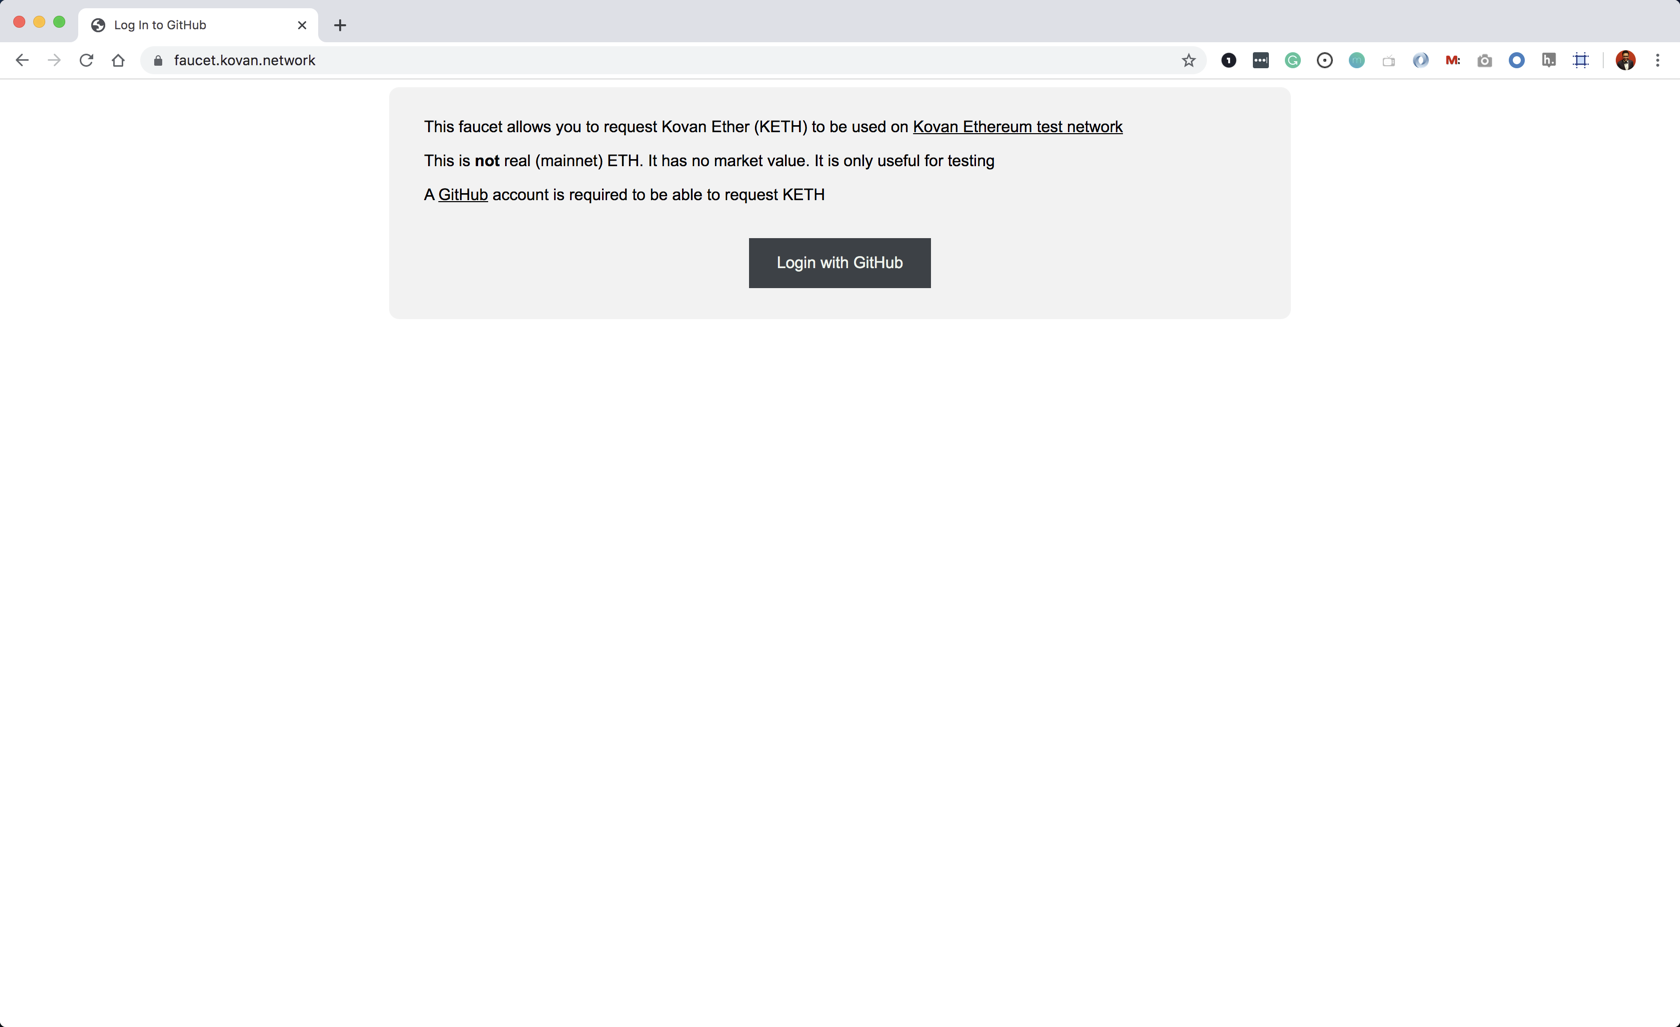 Log In to GitHub
faucet.kovan.network
This faucet allows you to request Kovan Ether (KETH) to be used on Kovan Ethereum test network
This is not real (mainnet) ETH. It has no market value. It is only useful for testing
A GitHub account is required to be able to request KETH
Login with GitHub